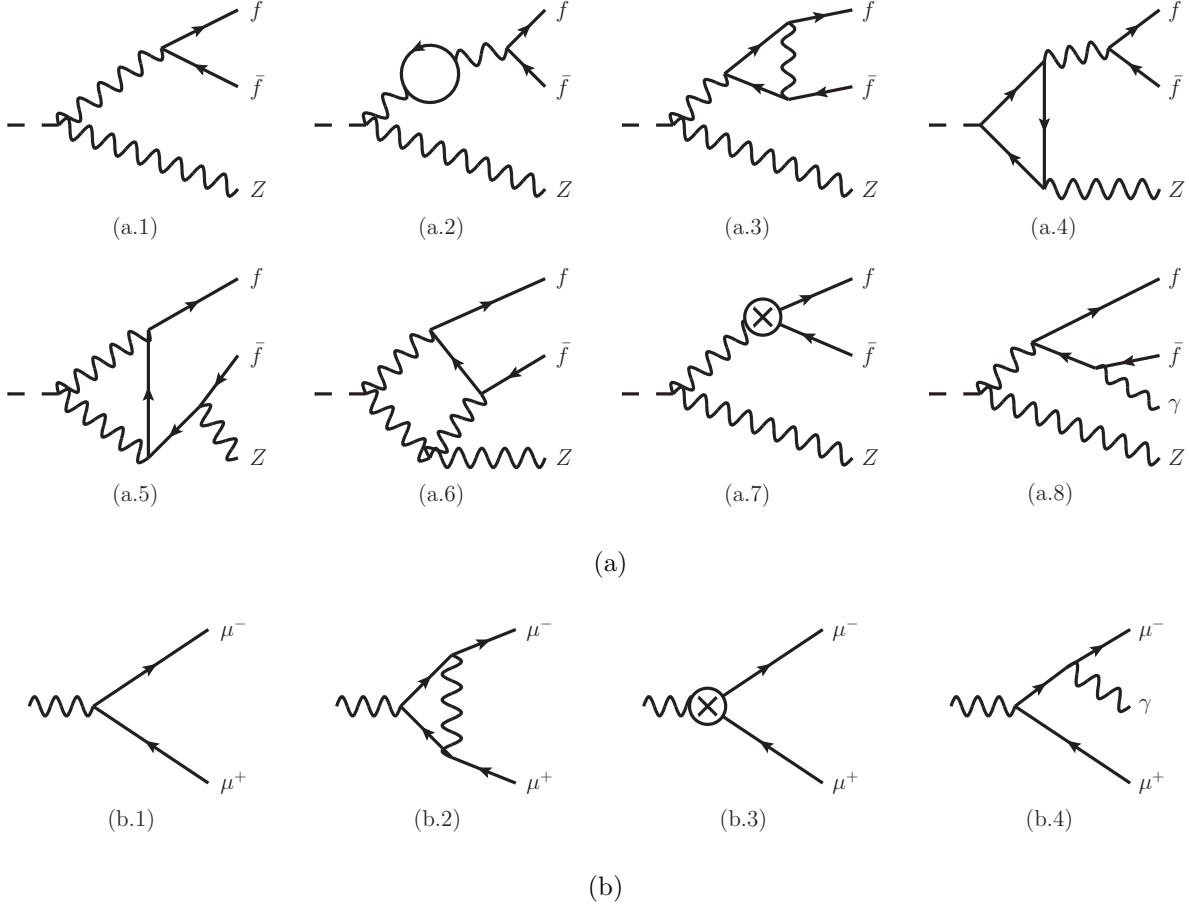 f f f f
f̄ f̄ f̄ f̄
Z Z Z Z
(a.1) (a.2) (a.3) (a.4)
f f f f
f̄ f̄ f̄ f̄
γ
Z Z Z Z
(a.5) (a.6) (a.7) (a.8)
(a)
μ⁻ μ⁻ μ⁻ μ⁻
γ
μ⁺ μ⁺ μ⁺ μ⁺
(b.1) (b.2) (b.3) (b.4)
(b)